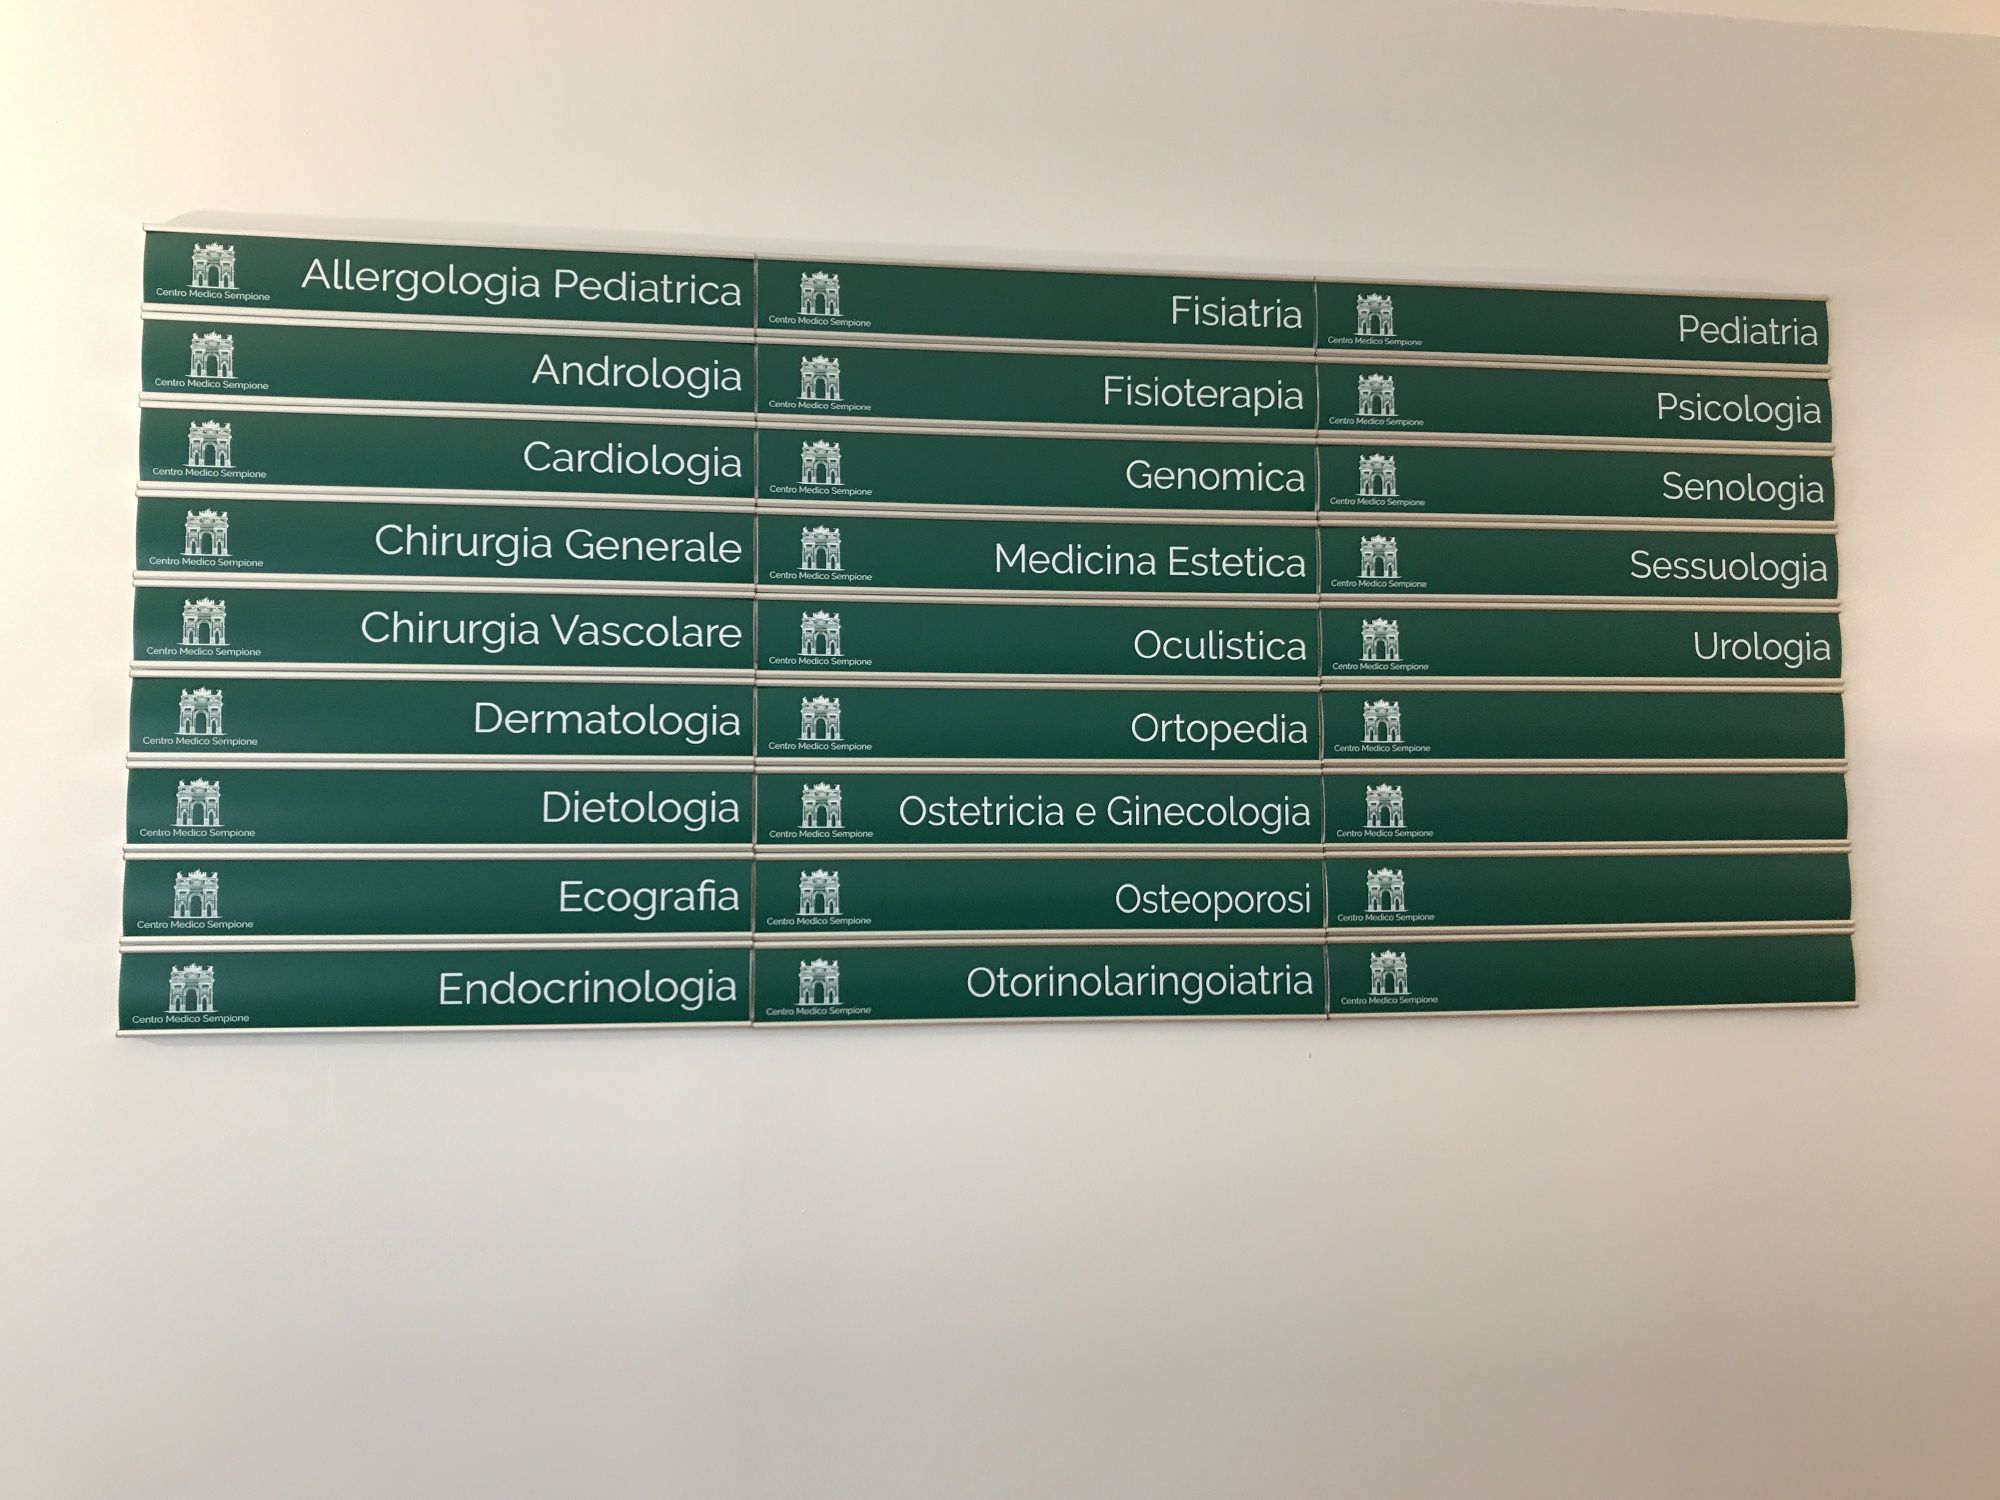 Centro Medico Sempione
Allergologia Pediatrica
Centro Medico Sempione
Andrologia
Centro Medico Sempione
Cardiologia
Centro Medico Sempione
Chirurgia Generale
Centro Medico Sempione
Chirurgia Vascolare
Centro Medico Sempione
Dermatologia
Centro Medico Sempione
Dietologia
Centro Medico Sempione
Ecografia
Centro Medico Sempione
Endocrinologia
Centro Medico Sempione
Fisiatria
Centro Medico Sempione
Fisioterapia
Centro Medico Sempione
Genomica
Centro Medico Sempione
Medicina Estetica
Centro Medico Sempione
Oculistica
Centro Medico Sempione
Ortopedia
Centro Medico Sempione
Ostetricia e Ginecologia
Centro Medico Sempione
Osteoporosi
Centro Medico Sempione
Otorinolaringoiatria
Centro Medico Sempione
Pediatria
Centro Medico Sempione
Psicologia
Centro Medico Sempione
Senologia
Centro Medico Sempione
Sessuologia
Centro Medico Sempione
Urologia
Centro Medico Sempione
Centro Medico Sempione
Centro Medico Sempione
Centro Medico Sempione